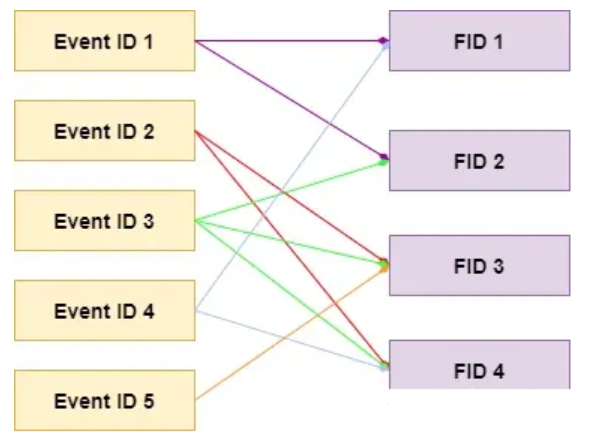 Event ID 1
FID 1
Event ID 2
FID 2
Event ID 3
FID 3
Event ID 4
FID 4
Event ID 5